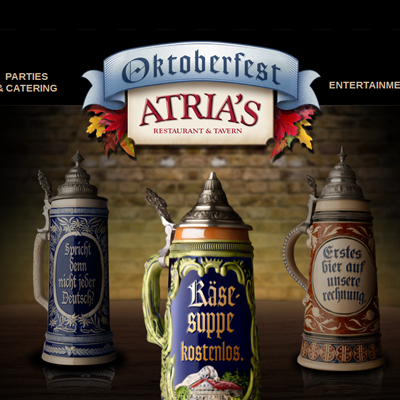 Oktoberfest
PARTIES
& CATERING
ENTERTAINME
ATRIA'S
RESTAURANT & TAVERN
Spricht
denn
nicht jeder
Deutsch?
Käse-
suppe
kostenlos.
Erstes
bier auf
unsere
rechnung.